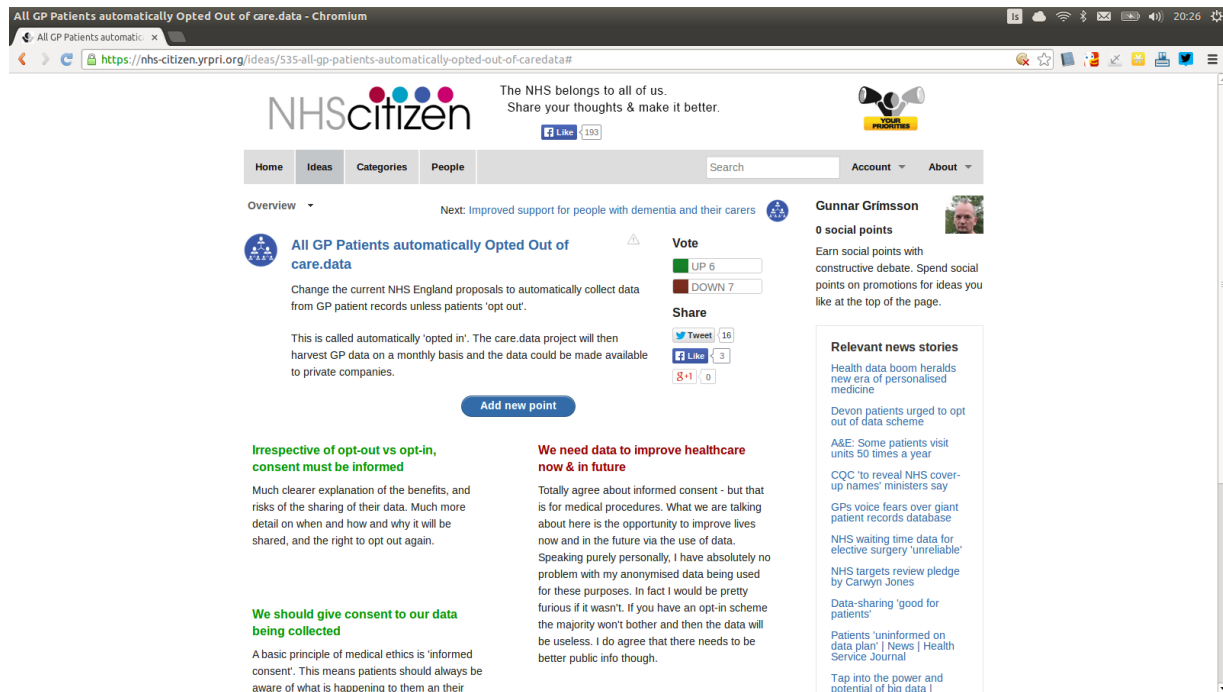 All GP Patients automatically Opted Out of care.data - Chromium
Is
20:26
All GP Patients automatic
https://nhs-citizen.yrpri.org/ideas/535-all-gp-patients-automatically-opted-out-of-caredata#
NHScitizen
The NHS belongs to all of us.
Share your thoughts & make it better.
Like 193
YOUR
PRIORITIES
Home Ideas Categories People Search Account About
Overview
Next: Improved support for people with dementia and their carers
All GP Patients automatically Opted Out of
care.data
Change the current NHS England proposals to automatically collect data
from GP patient records unless patients 'opt out'.
This is called automatically 'opted in'. The care.data project will then
harvest GP data on a monthly basis and the data could be made available
to private companies.
Vote
UP 6
DOWN 7
Share
Tweet 16
Like 3
g+1 0
Add new point
Irrespective of opt-out vs opt-in,
consent must be informed
Much clearer explanation of the benefits, and
risks of the sharing of their data. Much more
detail on when and how and why it will be
shared, and the right to opt out again.
We should give consent to our data
being collected
A basic principle of medical ethics is 'informed
consent'. This means patients should always be
aware of what is happening to them an their
We need data to improve healthcare
now & in future
Totally agree about informed consent - but that
is for medical procedures. What we are talking
about here is the opportunity to improve lives
now and in the future via the use of data.
Speaking purely personally, I have absolutely no
problem with my anonymised data being used
for these purposes. In fact I would be pretty
furious if it wasn't. If you have an opt-in scheme
the majority won't bother and then the data will
be useless. I do agree that there needs to be
better public info though.
Gunnar Grímsson
0 social points
Earn social points with
constructive debate. Spend social
points on promotions for ideas you
like at the top of the page.
Relevant news stories
Health data boom heralds
new era of personalised
medicine
Devon patients urged to opt
out of data scheme
A&E: Some patients visit
units 50 times a year
CQC 'to reveal NHS cover-
up names' ministers say
GPs voice fears over giant
patient records database
NHS waiting time data for
elective surgery 'unreliable'
NHS targets review pledge
by Carwyn Jones
Data-sharing 'good for
patients'
Patients 'uninformed on
data plan' | News | Health
Service Journal
Tap into the power and
potential of big data |